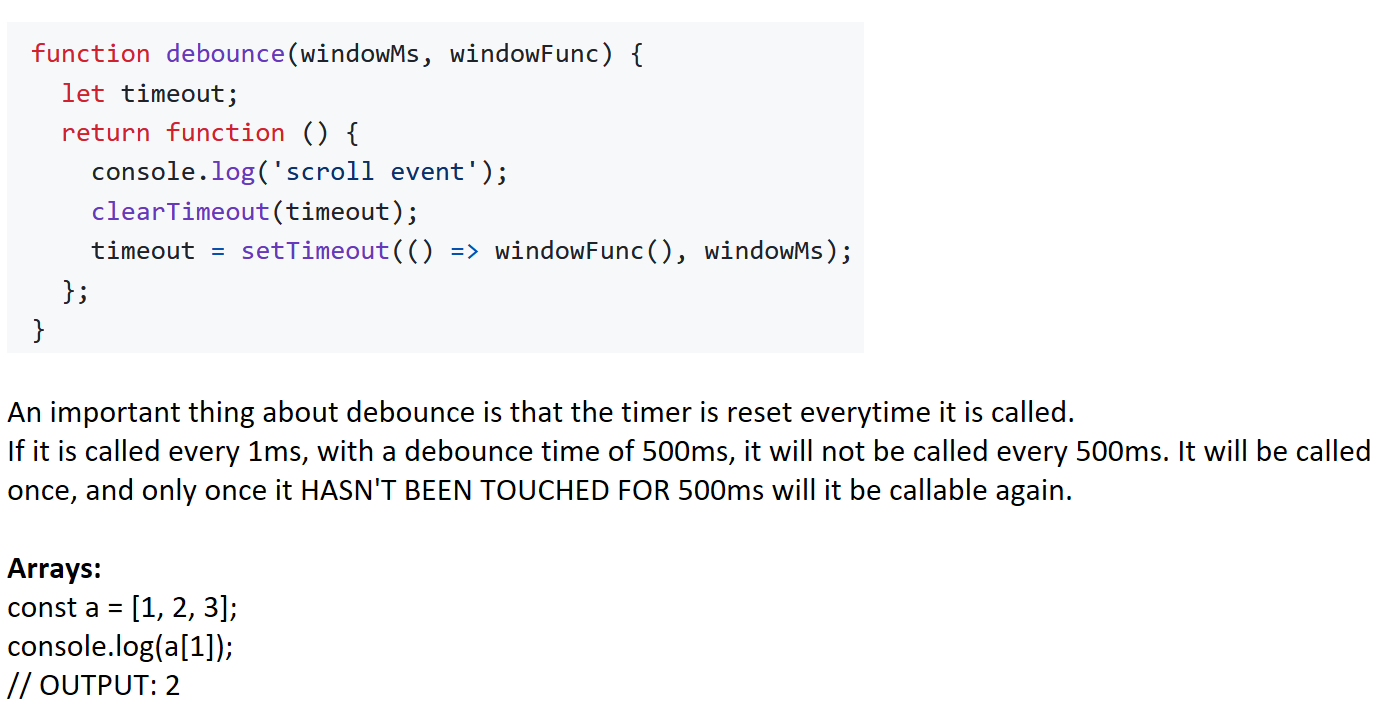 function debounce(windowMs, windowFunc) {
  let timeout;
  return function () {
    console.log('scroll event');
    clearTimeout(timeout);
    timeout = setTimeout(() => windowFunc(), windowMs);
  };
}
An important thing about debounce is that the timer is reset everytime it is called.
If it is called every 1ms, with a debounce time of 500ms, it will not be called every 500ms. It will be called
once, and only once it HASN'T BEEN TOUCHED FOR 500ms will it be callable again.
Arrays:
const a = [1, 2, 3];
console.log(a[1]);
// OUTPUT: 2